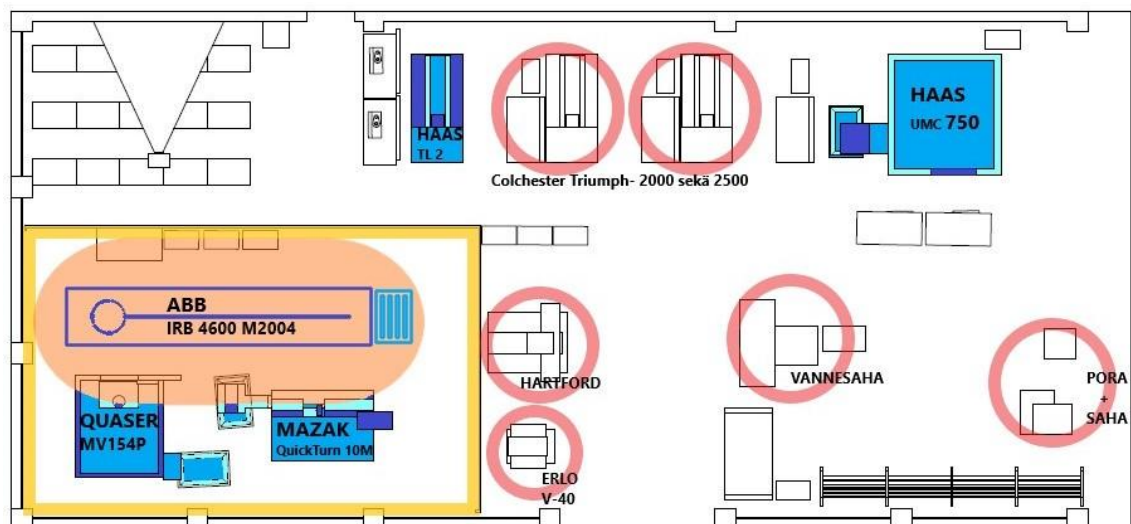 HAAS
TL 2
HAAS
UMC 750
Colchester Triumph- 2000 sekä 2500
ABB
IRB 4600 M2004
HARTFORD
VANNESAHA
PORA
+
SAHA
QUASER
MV154P
MAZAK
QuickTurn 10M
ERLO
V-40